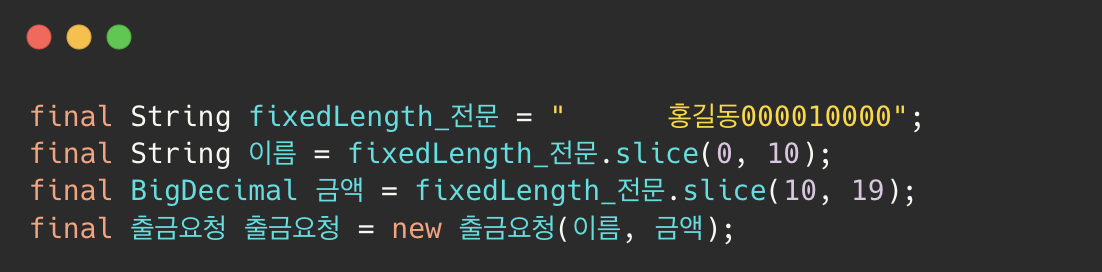 final String fixedLength_전문 = "      홍길동000010000";
final String 이름 = fixedLength_전문.slice(0, 10);
final BigDecimal 금액 = fixedLength_전문.slice(10, 19);
final 출금요청 출금요청 = new 출금요청(이름, 금액);